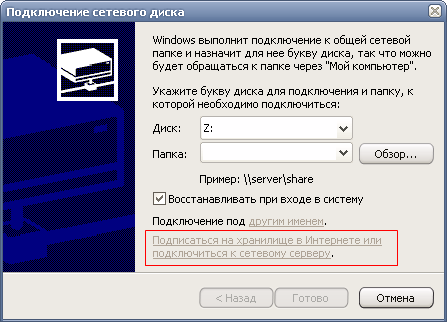 Подключение сетевого диска
Windows выполнит подключение к общей сетевой
папке и назначит для нее букву диска, так что можно
будет обращаться к папке через "Мой компьютер".
Укажите букву диска для подключения и папку, к
которой необходимо подключиться:
Диск: Z:
Папка: Обзор...
Пример: \\server\share
Восстанавливать при входе в систему
Подключение под другим именем.
Подписаться на хранилище в Интернете или
подключиться к сетевому серверу.
< Назад Готово Отмена